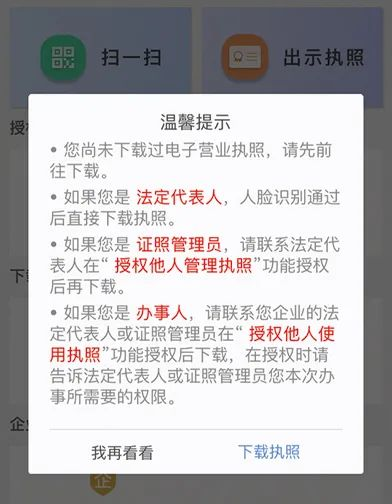 扫一扫
出示执照
授权
温馨提示
• 您尚未下载过电子营业执照，请先前
往下载。
• 如果您是 法定代表人，人脸识别通过
后直接下载执照。
• 如果您是 证照管理员，请联系法定代
表人在“ 授权他人管理执照”功能授权
后再下载。
• 如果您是 办事人，请联系您企业的法
定代表人或证照管理员在“ 授权他人使
用执照”功能授权后下载，在授权时请
告诉法定代表人或证照管理员您本次办
事所需要的权限。
下
企
我再看看
下载执照
企